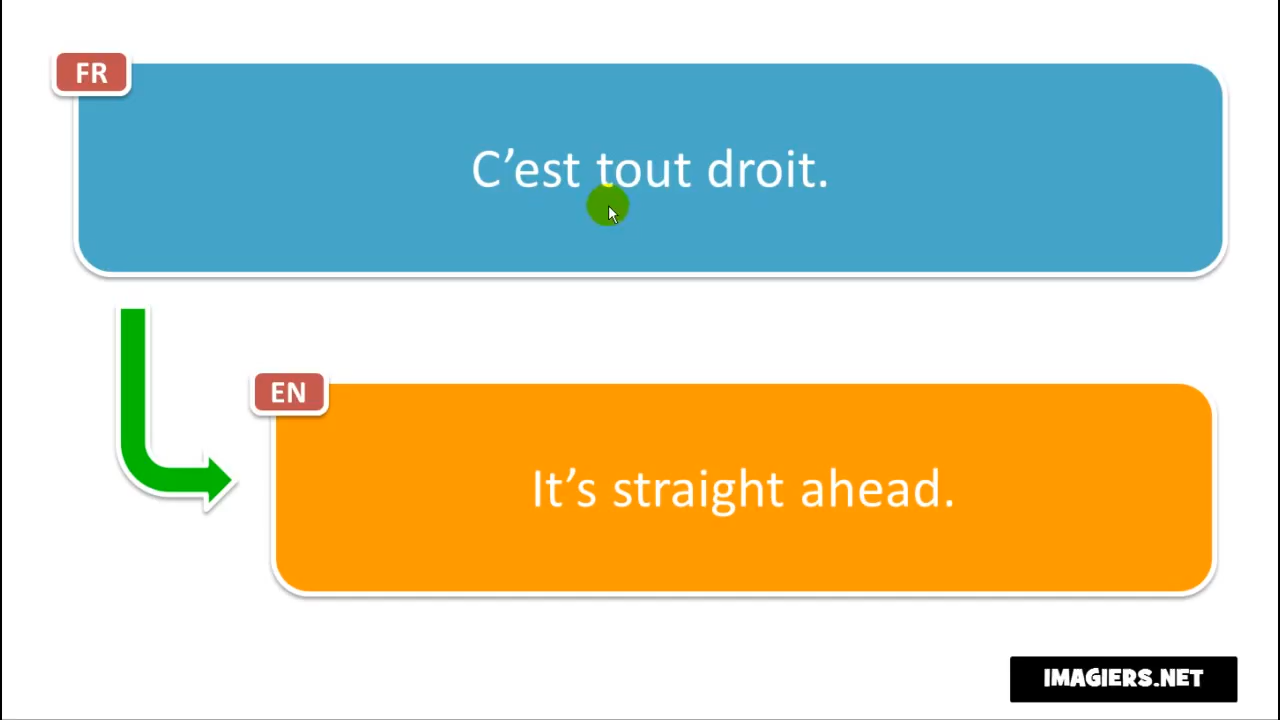 FR
C’est tout droit.
EN
It’s straight ahead.
IMAGIERS.NET